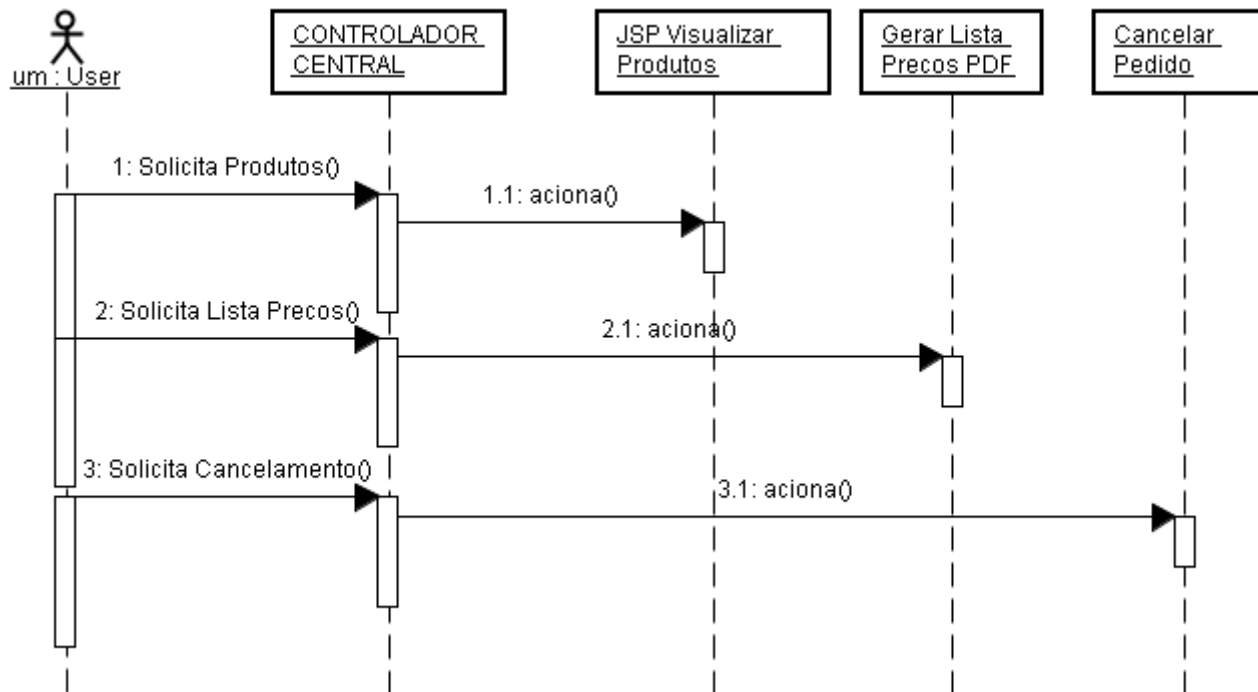 um : User
CONTROLADOR
CENTRAL
JSP Visualizar
Produtos
Gerar Lista
Precos PDF
Cancelar
Pedido
1: Solicita Produtos()
1.1: aciona()
2: Solicita Lista Precos()
2.1: aciona()
3: Solicita Cancelamento()
3.1: aciona()